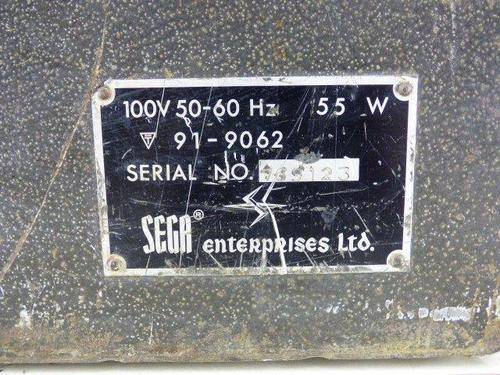 100V 50-60 Hz 55 W
91-9062
SERIAL NO.
SEGA® enterprises Ltd.